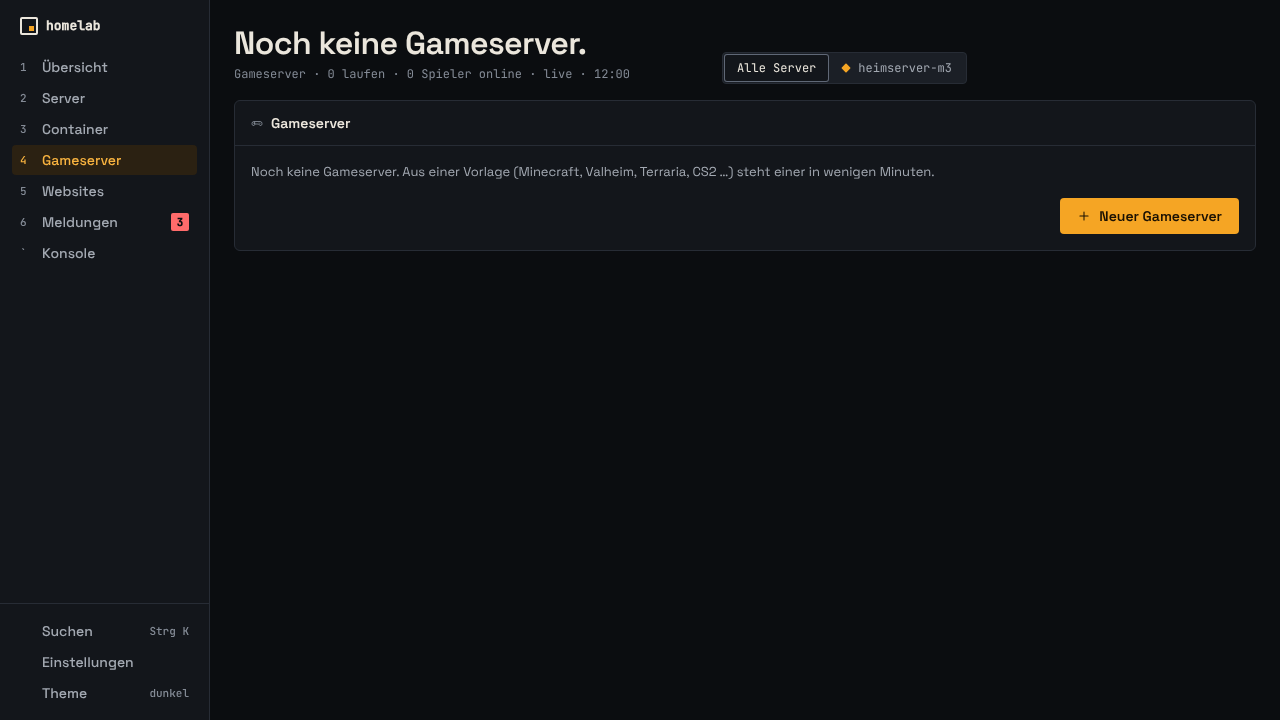 homelab
1 Übersicht
2 Server
3 Container
4 Gameserver
5 Websites
6 Meldungen 3
` Konsole
Suchen Strg K
Einstellungen
Theme dunkel
Noch keine Gameserver.
Gameserver · 0 laufen · 0 Spieler online · live · 12:00
Alle Server heimserver-m3
Gameserver
Noch keine Gameserver. Aus einer Vorlage (Minecraft, Valheim, Terraria, CS2 …) steht einer in wenigen Minuten.
+ Neuer Gameserver